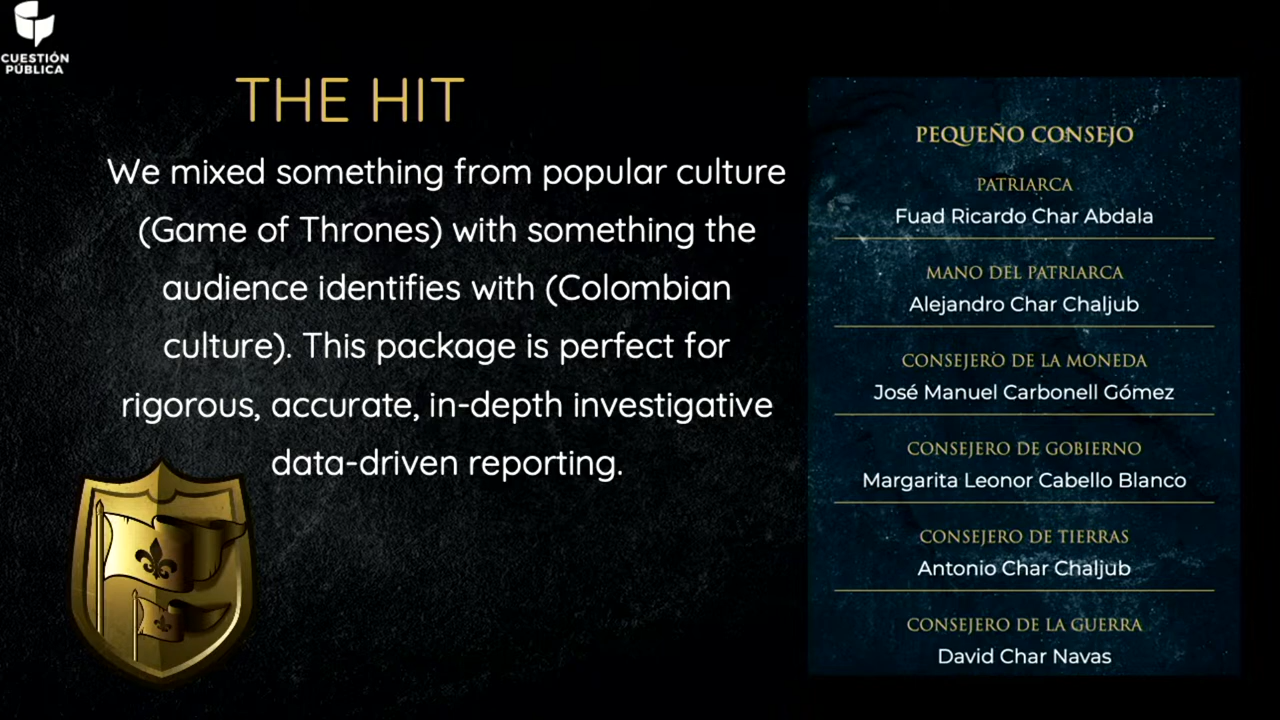 CUESTIÓN
PÚBLICA
THE HIT
We mixed something from popular culture
(Game of Thrones) with something the
audience identifies with (Colombian
culture). This package is perfect for
rigorous, accurate, in-depth investigative
data-driven reporting.
PEQUEÑO CONSEJO
PATRIARCA
Fuad Ricardo Char Abdala
MANO DEL PATRIARCA
Alejandro Char Chaljub
CONSEJERO DE LA MONEDA
José Manuel Carbonell Gómez
CONSEJERO DE GOBIERNO
Margarita Leonor Cabello Blanco
CONSEJERO DE TIERRAS
Antonio Char Chaljub
CONSEJERO DE LA GUERRA
David Char Navas